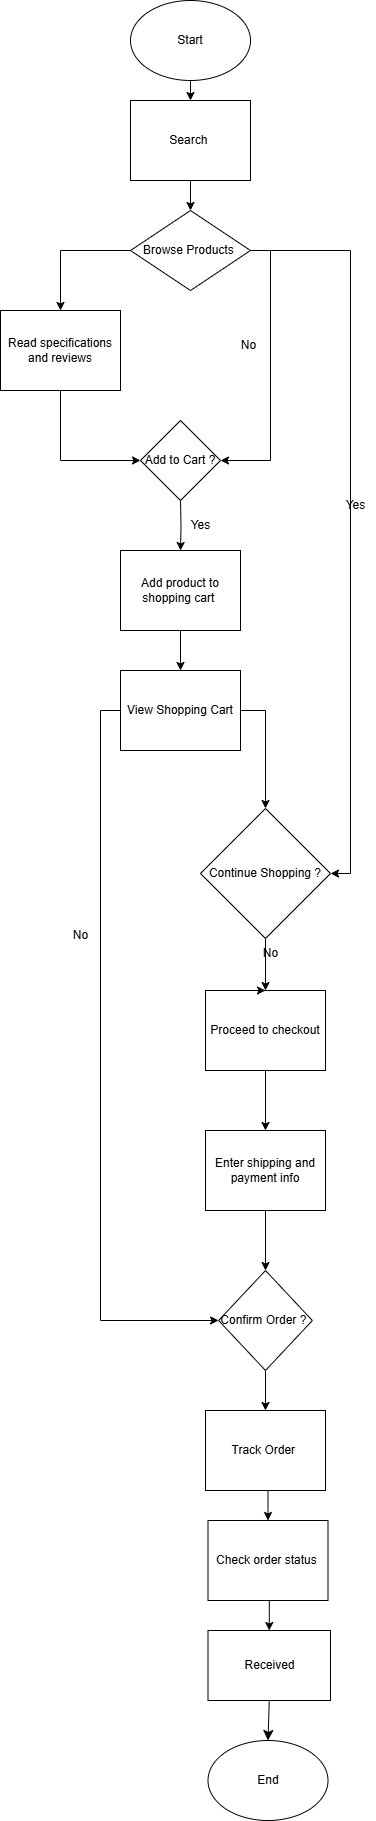 Start
Search
Browse Products
Read specifications
and reviews
No
Add to Cart ?
Yes
Yes
Add product to
shopping cart
View Shopping Cart
Continue Shopping ?
No
No
Proceed to checkout
Enter shipping and
payment info
Confirm Order ?
Track Order
Check order status
Received
End